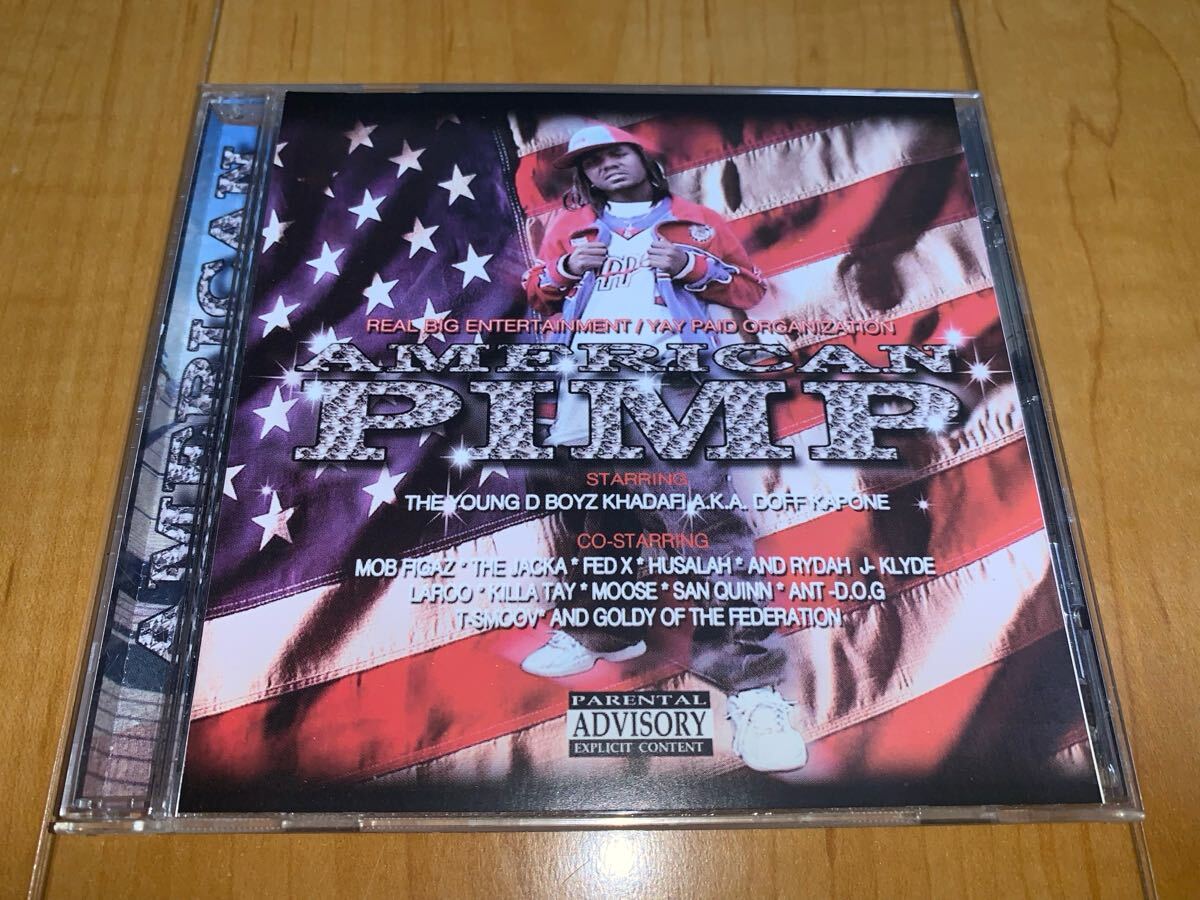 AMERICAN
REAL BIG ENTERTAINMENT / YAY PAID ORGANIZATION
AMERICAN
PIMP
STARRING
THE YOUNG D BOYZ KHADAFI A.K.A. DOFF KAPONE
CO-STARRING
MOB FIGAZ * THE JACKA * FED X * HUSALAH * AND RYDAH J- KLYDE
LAROO * KILLA TAY * MOOSE * SAN QUINN * ANT -D.O.G
T-SMOOV* AND GOLDY OF THE FEDERATION
PARENTAL
ADVISORY
EXPLICIT CONTENT